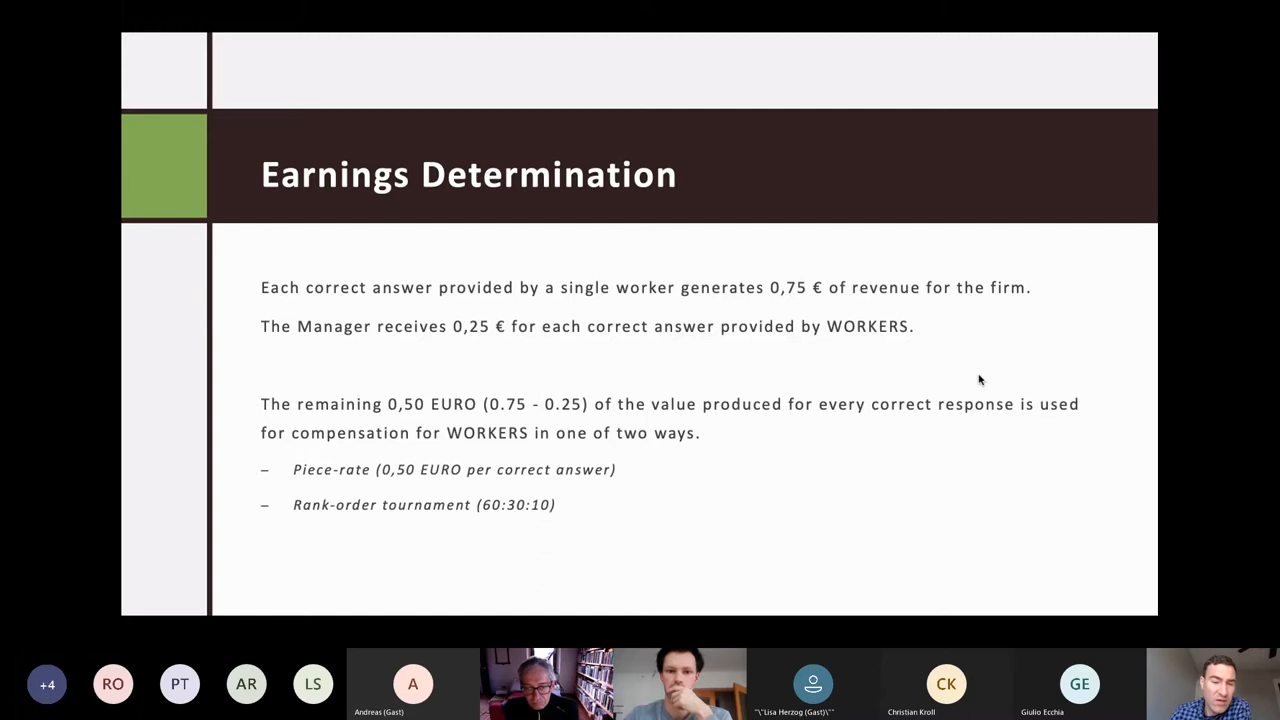 Earnings Determination
Each correct answer provided by a single worker generates 0,75 € of revenue for the firm.
The Manager receives 0,25 € for each correct answer provided by WORKERS.
The remaining 0,50 EURO (0.75 - 0.25) of the value produced for every correct response is used
for compensation for WORKERS in one of two ways.
– Piece-rate (0,50 EURO per correct answer)
– Rank-order tournament (60:30:10)
+4
RO
PT
AR
LS
A
CK
GE
Andreas (Gast)
"\"Lisa Herzog (Gast)\""
Christian Kroll
Giulio Ecchia